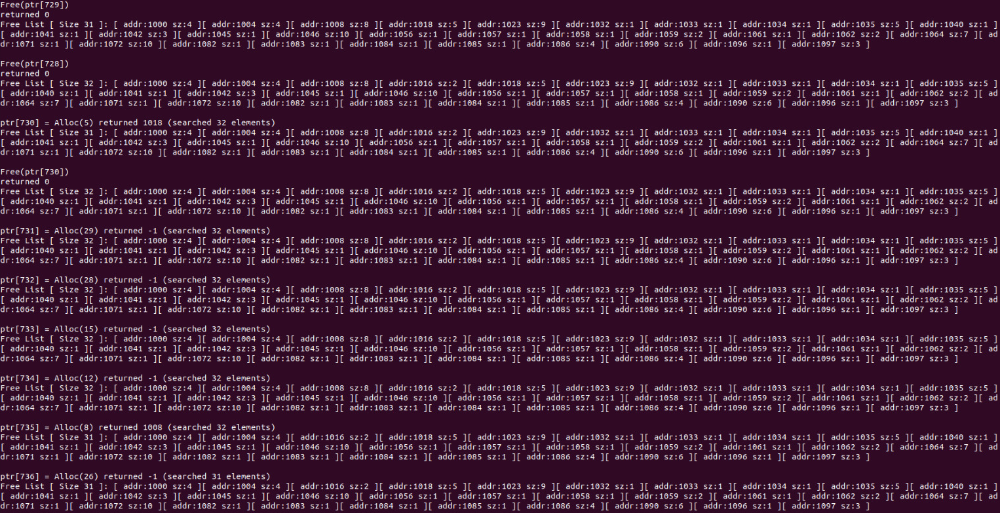 Free(ptr[729])
returned 0
Free List [ Size 31 ]: [ addr:1000 sz:4 ][ addr:1004 sz:4 ][ addr:1008 sz:8 ][ addr:1018 sz:5 ][ addr:1023 sz:9 ][ addr:1032 sz:1 ][ addr:1033 sz:1 ][ addr:1034 sz:1 ][ addr:1035 sz:5 ][ addr:1040 sz:1 ]
[ addr:1041 sz:1 ][ addr:1042 sz:3 ][ addr:1045 sz:1 ][ addr:1046 sz:10 ][ addr:1056 sz:1 ][ addr:1057 sz:1 ][ addr:1058 sz:1 ][ addr:1059 sz:2 ][ addr:1061 sz:1 ][ addr:1062 sz:2 ][ addr:1064 sz:7 ][ ad
dr:1071 sz:1 ][ addr:1072 sz:10 ][ addr:1082 sz:1 ][ addr:1083 sz:1 ][ addr:1084 sz:1 ][ addr:1085 sz:1 ][ addr:1086 sz:4 ][ addr:1090 sz:6 ][ addr:1096 sz:1 ][ addr:1097 sz:3 ]
Free(ptr[728])
returned 0
Free List [ Size 32 ]: [ addr:1000 sz:4 ][ addr:1004 sz:4 ][ addr:1008 sz:8 ][ addr:1016 sz:2 ][ addr:1018 sz:5 ][ addr:1023 sz:9 ][ addr:1032 sz:1 ][ addr:1033 sz:1 ][ addr:1034 sz:1 ][ addr:1035 sz:5 ]
[ addr:1040 sz:1 ][ addr:1041 sz:1 ][ addr:1042 sz:3 ][ addr:1045 sz:1 ][ addr:1046 sz:10 ][ addr:1056 sz:1 ][ addr:1057 sz:1 ][ addr:1058 sz:1 ][ addr:1059 sz:2 ][ addr:1061 sz:1 ][ addr:1062 sz:2 ][ ad
dr:1064 sz:7 ][ addr:1071 sz:1 ][ addr:1072 sz:10 ][ addr:1082 sz:1 ][ addr:1083 sz:1 ][ addr:1084 sz:1 ][ addr:1085 sz:1 ][ addr:1086 sz:4 ][ addr:1090 sz:6 ][ addr:1096 sz:1 ][ addr:1097 sz:3 ]
ptr[730] = Alloc(5) returned 1018 (searched 32 elements)
Free List [ Size 31 ]: [ addr:1000 sz:4 ][ addr:1004 sz:4 ][ addr:1008 sz:8 ][ addr:1016 sz:2 ][ addr:1023 sz:9 ][ addr:1032 sz:1 ][ addr:1033 sz:1 ][ addr:1034 sz:1 ][ addr:1035 sz:5 ][ addr:1040 sz:1 ]
[ addr:1041 sz:1 ][ addr:1042 sz:3 ][ addr:1045 sz:1 ][ addr:1046 sz:10 ][ addr:1056 sz:1 ][ addr:1057 sz:1 ][ addr:1058 sz:1 ][ addr:1059 sz:2 ][ addr:1061 sz:1 ][ addr:1062 sz:2 ][ addr:1064 sz:7 ][ ad
dr:1071 sz:1 ][ addr:1072 sz:10 ][ addr:1082 sz:1 ][ addr:1083 sz:1 ][ addr:1084 sz:1 ][ addr:1085 sz:1 ][ addr:1086 sz:4 ][ addr:1090 sz:6 ][ addr:1096 sz:1 ][ addr:1097 sz:3 ]
Free(ptr[730])
returned 0
Free List [ Size 32 ]: [ addr:1000 sz:4 ][ addr:1004 sz:4 ][ addr:1008 sz:8 ][ addr:1016 sz:2 ][ addr:1018 sz:5 ][ addr:1023 sz:9 ][ addr:1032 sz:1 ][ addr:1033 sz:1 ][ addr:1034 sz:1 ][ addr:1035 sz:5 ]
[ addr:1040 sz:1 ][ addr:1041 sz:1 ][ addr:1042 sz:3 ][ addr:1045 sz:1 ][ addr:1046 sz:10 ][ addr:1056 sz:1 ][ addr:1057 sz:1 ][ addr:1058 sz:1 ][ addr:1059 sz:2 ][ addr:1061 sz:1 ][ addr:1062 sz:2 ][ ad
dr:1064 sz:7 ][ addr:1071 sz:1 ][ addr:1072 sz:10 ][ addr:1082 sz:1 ][ addr:1083 sz:1 ][ addr:1084 sz:1 ][ addr:1085 sz:1 ][ addr:1086 sz:4 ][ addr:1090 sz:6 ][ addr:1096 sz:1 ][ addr:1097 sz:3 ]
ptr[731] = Alloc(29) returned -1 (searched 32 elements)
Free List [ Size 32 ]: [ addr:1000 sz:4 ][ addr:1004 sz:4 ][ addr:1008 sz:8 ][ addr:1016 sz:2 ][ addr:1018 sz:5 ][ addr:1023 sz:9 ][ addr:1032 sz:1 ][ addr:1033 sz:1 ][ addr:1034 sz:1 ][ addr:1035 sz:5 ]
[ addr:1040 sz:1 ][ addr:1041 sz:1 ][ addr:1042 sz:3 ][ addr:1045 sz:1 ][ addr:1046 sz:10 ][ addr:1056 sz:1 ][ addr:1057 sz:1 ][ addr:1058 sz:1 ][ addr:1059 sz:2 ][ addr:1061 sz:1 ][ addr:1062 sz:2 ][ ad
dr:1064 sz:7 ][ addr:1071 sz:1 ][ addr:1072 sz:10 ][ addr:1082 sz:1 ][ addr:1083 sz:1 ][ addr:1084 sz:1 ][ addr:1085 sz:1 ][ addr:1086 sz:4 ][ addr:1090 sz:6 ][ addr:1096 sz:1 ][ addr:1097 sz:3 ]
ptr[732] = Alloc(28) returned -1 (searched 32 elements)
Free List [ Size 32 ]: [ addr:1000 sz:4 ][ addr:1004 sz:4 ][ addr:1008 sz:8 ][ addr:1016 sz:2 ][ addr:1018 sz:5 ][ addr:1023 sz:9 ][ addr:1032 sz:1 ][ addr:1033 sz:1 ][ addr:1034 sz:1 ][ addr:1035 sz:5 ]
[ addr:1040 sz:1 ][ addr:1041 sz:1 ][ addr:1042 sz:3 ][ addr:1045 sz:1 ][ addr:1046 sz:10 ][ addr:1056 sz:1 ][ addr:1057 sz:1 ][ addr:1058 sz:1 ][ addr:1059 sz:2 ][ addr:1061 sz:1 ][ addr:1062 sz:2 ][ ad
dr:1064 sz:7 ][ addr:1071 sz:1 ][ addr:1072 sz:10 ][ addr:1082 sz:1 ][ addr:1083 sz:1 ][ addr:1084 sz:1 ][ addr:1085 sz:1 ][ addr:1086 sz:4 ][ addr:1090 sz:6 ][ addr:1096 sz:1 ][ addr:1097 sz:3 ]
ptr[733] = Alloc(15) returned -1 (searched 32 elements)
Free List [ Size 32 ]: [ addr:1000 sz:4 ][ addr:1004 sz:4 ][ addr:1008 sz:8 ][ addr:1016 sz:2 ][ addr:1018 sz:5 ][ addr:1023 sz:9 ][ addr:1032 sz:1 ][ addr:1033 sz:1 ][ addr:1034 sz:1 ][ addr:1035 sz:5 ]
[ addr:1040 sz:1 ][ addr:1041 sz:1 ][ addr:1042 sz:3 ][ addr:1045 sz:1 ][ addr:1046 sz:10 ][ addr:1056 sz:1 ][ addr:1057 sz:1 ][ addr:1058 sz:1 ][ addr:1059 sz:2 ][ addr:1061 sz:1 ][ addr:1062 sz:2 ][ ad
dr:1064 sz:7 ][ addr:1071 sz:1 ][ addr:1072 sz:10 ][ addr:1082 sz:1 ][ addr:1083 sz:1 ][ addr:1084 sz:1 ][ addr:1085 sz:1 ][ addr:1086 sz:4 ][ addr:1090 sz:6 ][ addr:1096 sz:1 ][ addr:1097 sz:3 ]
ptr[734] = Alloc(12) returned -1 (searched 32 elements)
Free List [ Size 32 ]: [ addr:1000 sz:4 ][ addr:1004 sz:4 ][ addr:1008 sz:8 ][ addr:1016 sz:2 ][ addr:1018 sz:5 ][ addr:1023 sz:9 ][ addr:1032 sz:1 ][ addr:1033 sz:1 ][ addr:1034 sz:1 ][ addr:1035 sz:5 ]
[ addr:1040 sz:1 ][ addr:1041 sz:1 ][ addr:1042 sz:3 ][ addr:1045 sz:1 ][ addr:1046 sz:10 ][ addr:1056 sz:1 ][ addr:1057 sz:1 ][ addr:1058 sz:1 ][ addr:1059 sz:2 ][ addr:1061 sz:1 ][ addr:1062 sz:2 ][ ad
dr:1064 sz:7 ][ addr:1071 sz:1 ][ addr:1072 sz:10 ][ addr:1082 sz:1 ][ addr:1083 sz:1 ][ addr:1084 sz:1 ][ addr:1085 sz:1 ][ addr:1086 sz:4 ][ addr:1090 sz:6 ][ addr:1096 sz:1 ][ addr:1097 sz:3 ]
ptr[735] = Alloc(8) returned 1008 (searched 32 elements)
Free List [ Size 31 ]: [ addr:1000 sz:4 ][ addr:1004 sz:4 ][ addr:1016 sz:2 ][ addr:1018 sz:5 ][ addr:1023 sz:9 ][ addr:1032 sz:1 ][ addr:1033 sz:1 ][ addr:1034 sz:1 ][ addr:1035 sz:5 ][ addr:1040 sz:1 ]
[ addr:1041 sz:1 ][ addr:1042 sz:3 ][ addr:1045 sz:1 ][ addr:1046 sz:10 ][ addr:1056 sz:1 ][ addr:1057 sz:1 ][ addr:1058 sz:1 ][ addr:1059 sz:2 ][ addr:1061 sz:1 ][ addr:1062 sz:2 ][ addr:1064 sz:7 ][ ad
dr:1071 sz:1 ][ addr:1072 sz:10 ][ addr:1082 sz:1 ][ addr:1083 sz:1 ][ addr:1084 sz:1 ][ addr:1085 sz:1 ][ addr:1086 sz:4 ][ addr:1090 sz:6 ][ addr:1096 sz:1 ][ addr:1097 sz:3 ]
ptr[736] = Alloc(26) returned -1 (searched 31 elements)
Free List [ Size 31 ]: [ addr:1000 sz:4 ][ addr:1004 sz:4 ][ addr:1016 sz:2 ][ addr:1018 sz:5 ][ addr:1023 sz:9 ][ addr:1032 sz:1 ][ addr:1033 sz:1 ][ addr:1034 sz:1 ][ addr:1035 sz:5 ][ addr:1040 sz:1 ]
[ addr:1041 sz:1 ][ addr:1042 sz:3 ][ addr:1045 sz:1 ][ addr:1046 sz:10 ][ addr:1056 sz:1 ][ addr:1057 sz:1 ][ addr:1058 sz:1 ][ addr:1059 sz:2 ][ addr:1061 sz:1 ][ addr:1062 sz:2 ][ addr:1064 sz:7 ][ ad
dr:1071 sz:1 ][ addr:1072 sz:10 ][ addr:1082 sz:1 ][ addr:1083 sz:1 ][ addr:1084 sz:1 ][ addr:1085 sz:1 ][ addr:1086 sz:4 ][ addr:1090 sz:6 ][ addr:1096 sz:1 ][ addr:1097 sz:3 ]